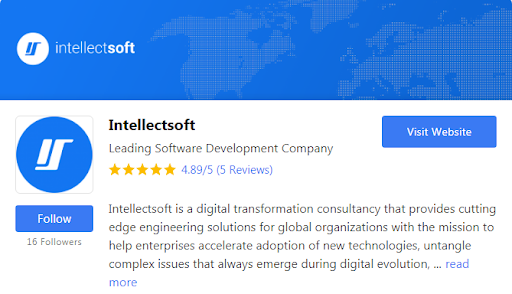 intellectsoft
Intellectsoft
Visit Website
Leading Software Development Company
4.89/5 (5 Reviews)
Follow
16 Followers
Intellectsoft is a digital transformation consultancy that provides cutting
edge engineering solutions for global organizations with the mission to
help enterprises accelerate adoption of new technologies, untangle
complex issues that always emerge during digital evolution, ... read
more